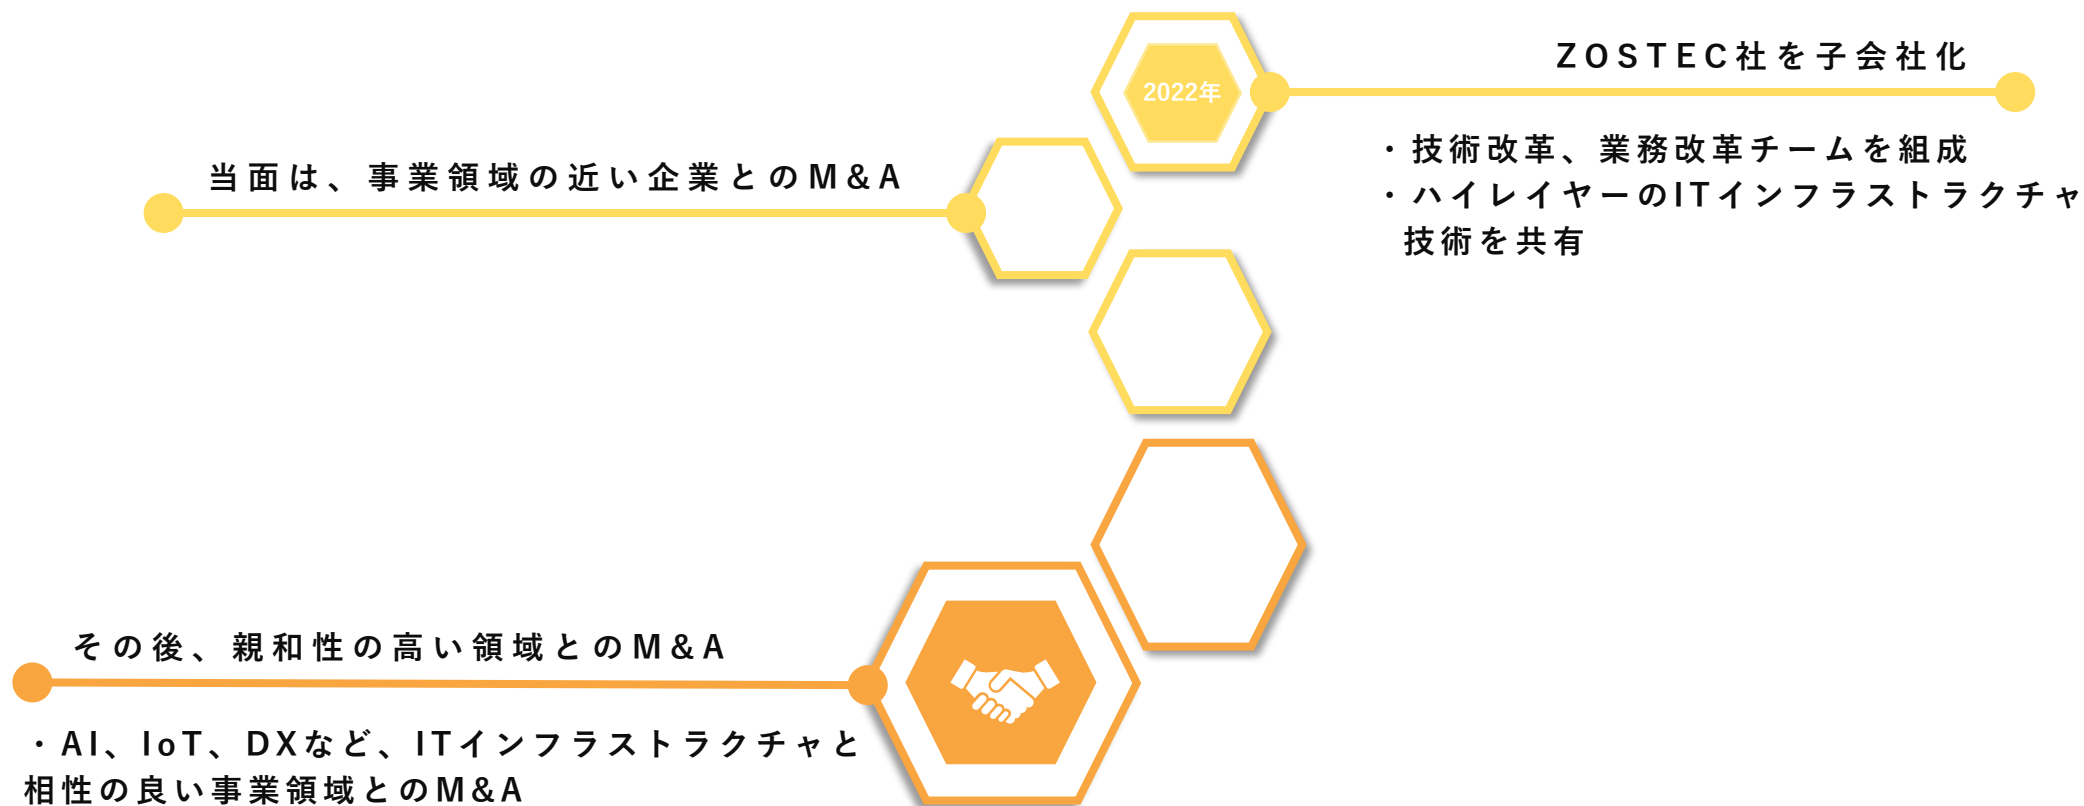 2022年
ZOSTEC社を子会社化
・技術改革、業務改革チームを組成
・ハイレイヤーのITインフラストラクチャ
技術を共有
当面は、事業領域の近い企業とのM&A
その後、親和性の高い領域とのM&A
・AI、IoT、DXなど、ITインフラストラクチャと
相性の良い事業領域とのM&A